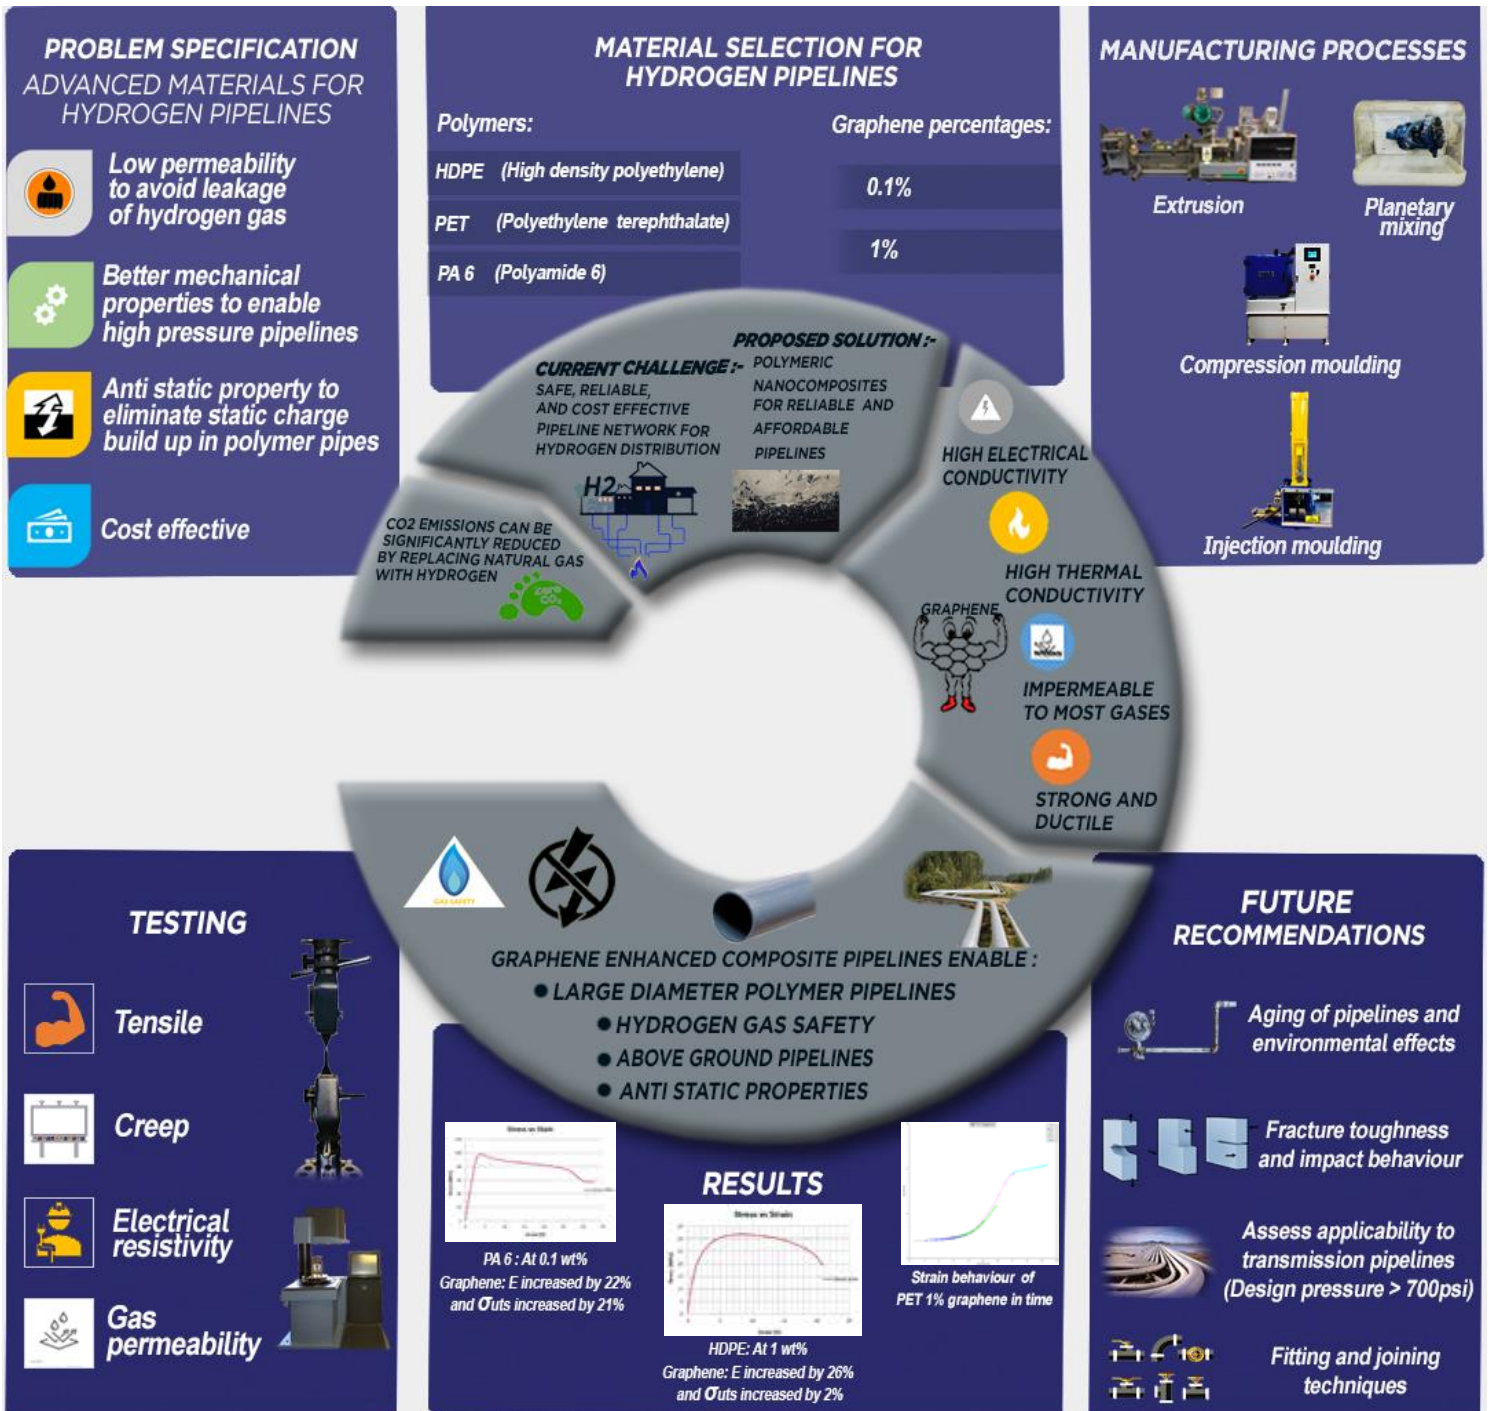 PROBLEM SPECIFICATION
ADVANCED MATERIALS FOR
HYDROGEN PIPELINES
Low permeability
to avoid leakage
of hydrogen gas
Better mechanical
properties to enable
high pressure pipelines
Anti static property to
eliminate static charge
build up in polymer pipes
Cost effective
MATERIAL SELECTION FOR
HYDROGEN PIPELINES
Polymers:
HDPE (High density polyethylene)
PET (Polyethylene terephthalate)
PA 6 (Polyamide 6)
Graphene percentages:
0.1%
1%
MANUFACTURING PROCESSES
Extrusion
Planetary
mixing
Compression moulding
Injection moulding
CO2 EMISSIONS CAN BE
SIGNIFICANTLY REDUCED
BY REPLACING NATURAL GAS
WITH HYDROGEN
ZERO
CO2
CURRENT CHALLENGE :-
SAFE, RELIABLE,
AND COST EFFECTIVE
PIPELINE NETWORK FOR
HYDROGEN DISTRIBUTION
H2
PROPOSED SOLUTION :-
POLYMERIC
NANOCOMPOSITES
FOR RELIABLE AND
AFFORDABLE
PIPELINES
HIGH ELECTRICAL
CONDUCTIVITY
HIGH THERMAL
CONDUCTIVITY
GRAPHENE
IMPERMEABLE
TO MOST GASES
STRONG AND
DUCTILE
GAS SAFETY
GRAPHENE ENHANCED COMPOSITE PIPELINES ENABLE :
● LARGE DIAMETER POLYMER PIPELINES
● HYDROGEN GAS SAFETY
● ABOVE GROUND PIPELINES
● ANTI STATIC PROPERTIES
TESTING
Tensile
Creep
Electrical
resistivity
Gas
permeability
RESULTS
Stress vs Strain
PA 6 : At 0.1 wt%
Graphene: E increased by 22%
and σuts increased by 21%
Stress vs Strain
HDPE: At 1 wt%
Graphene: E increased by 26%
and σuts increased by 2%
Strain behaviour of
PET 1% graphene in time
FUTURE
RECOMMENDATIONS
Aging of pipelines and
environmental effects
Fracture toughness
and impact behaviour
Assess applicability to
transmission pipelines
(Design pressure > 700psi)
Fitting and joining
techniques